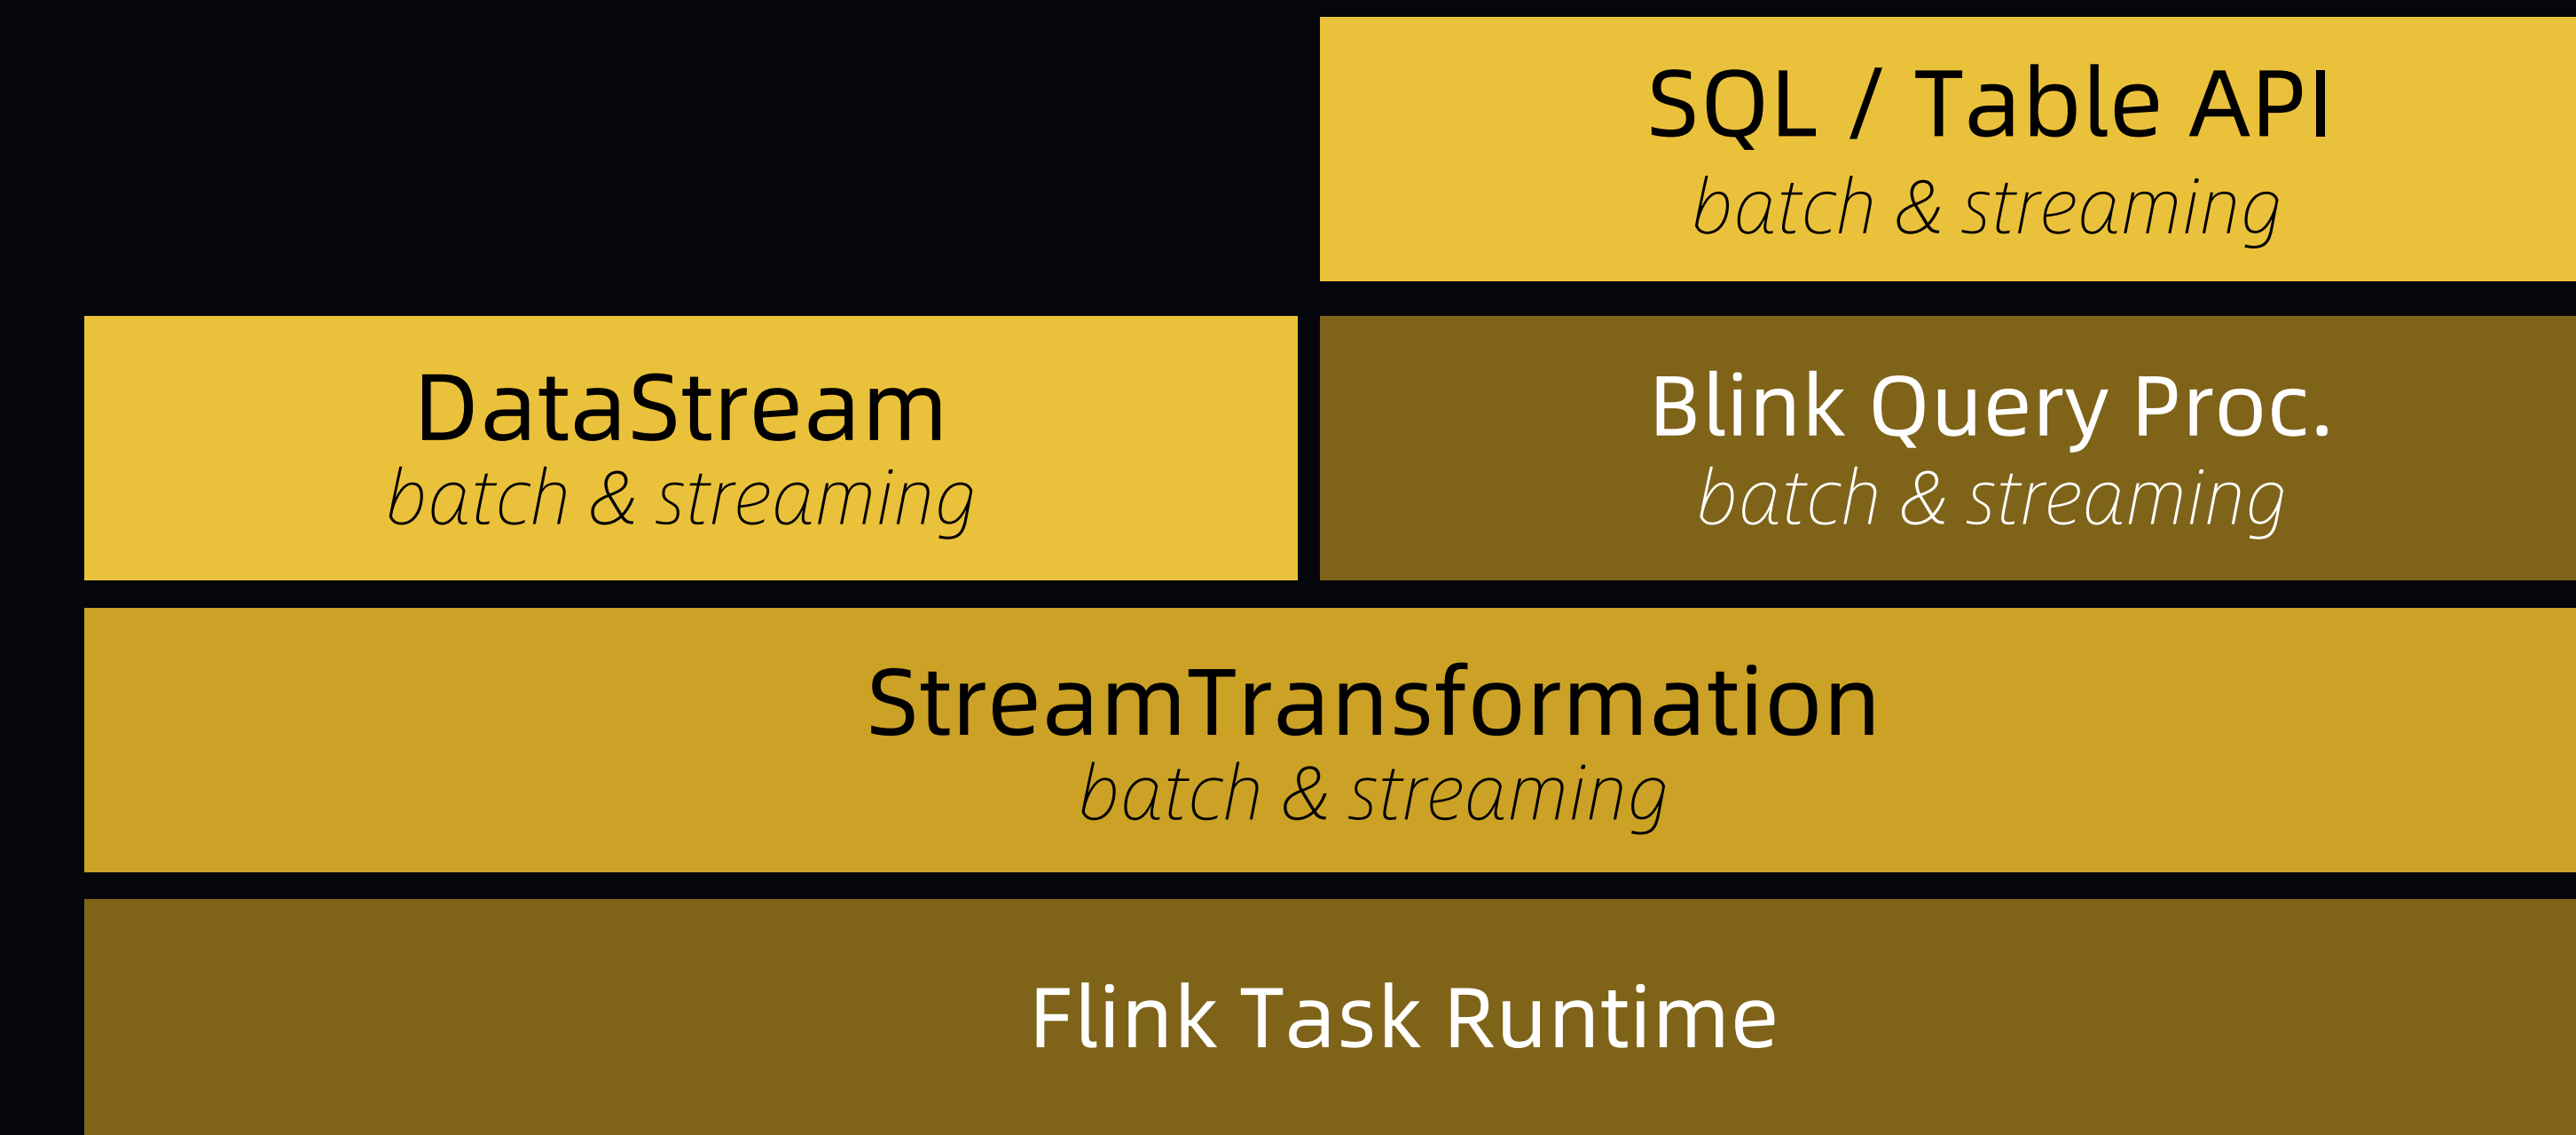 SQL / Table API
batch & streaming
DataStream
batch & streaming
Blink Query Proc.
batch & streaming
StreamTransformation
batch & streaming
Flink Task Runtime